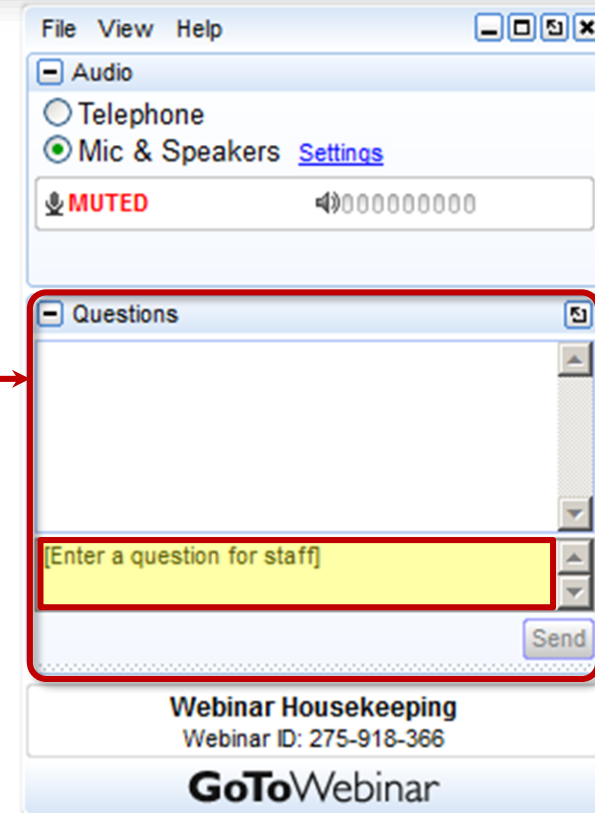 File View Help
Audio
Telephone
Mic & Speakers Settings
MUTED 000000000
Questions
[Enter a question for staff]
Send
Webinar Housekeeping
Webinar ID: 275-918-366
GoToWebinar